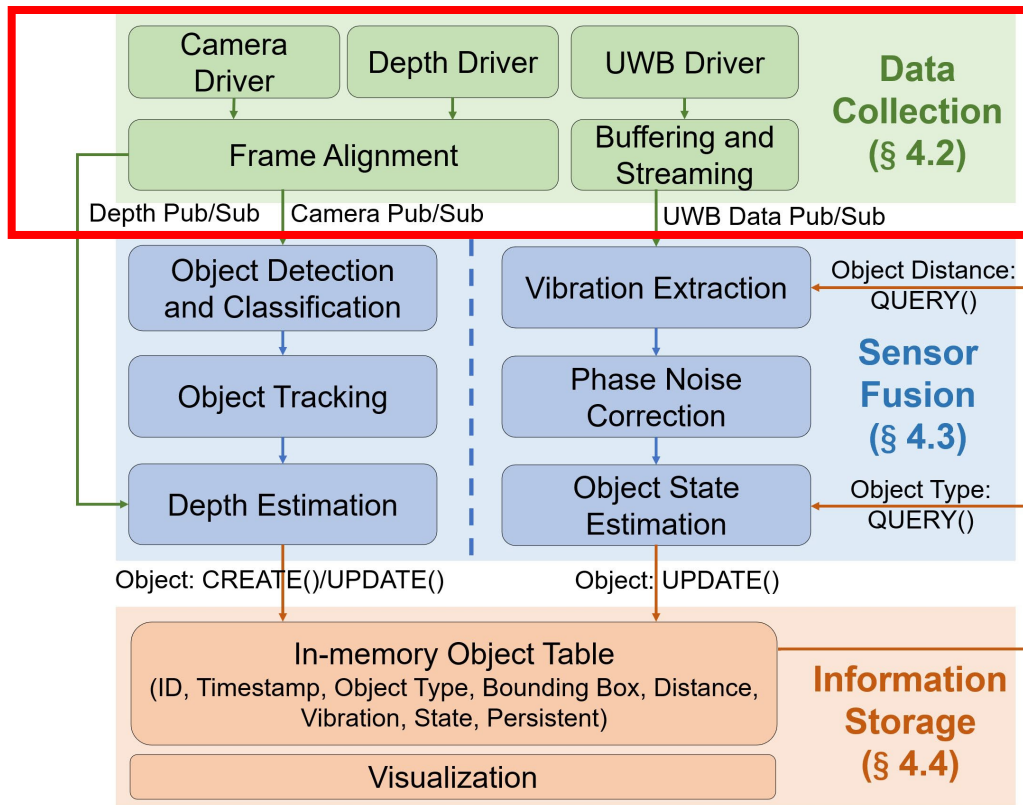 Camera
Driver
Depth Driver
UWB Driver
Data
Collection
(§ 4.2)
Frame Alignment
Buffering and
Streaming
Depth Pub/Sub
Camera Pub/Sub
UWB Data Pub/Sub
Object Detection
and Classification
Vibration Extraction
Object Distance:
QUERY()
Object Tracking
Phase Noise
Correction
Sensor
Fusion
(§ 4.3)
Depth Estimation
Object State
Estimation
Object Type:
QUERY()
Object: CREATE()/UPDATE()
Object: UPDATE()
In-memory Object Table
(ID, Timestamp, Object Type, Bounding Box, Distance,
Vibration, State, Persistent)
Information
Storage
(§ 4.4)
Visualization